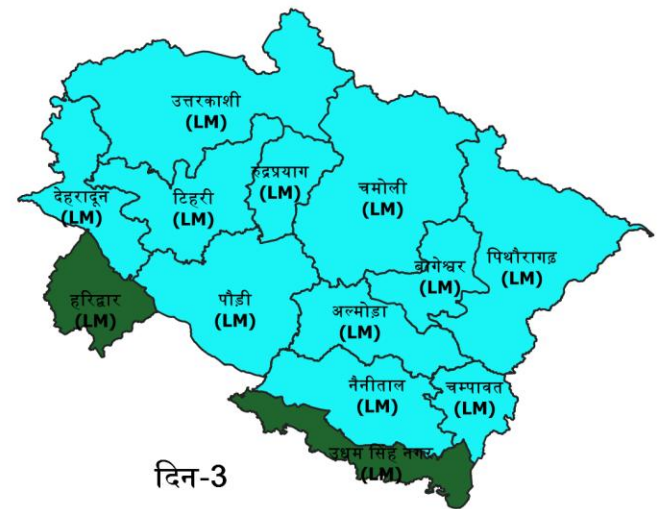 उत्तरकाशी
(LM)
रुद्रप्रयाग
(LM)
देहरादून
(LM)
टिहरी
(LM)
चमोली
(LM)
बागेश्वर
(LM)
पिथौरागढ़
(LM)
हरिद्वार
(LM)
पौड़ी
(LM)
अल्मोड़ा
(LM)
नैनीताल
(LM)
चम्पावत
(LM)
उधम सिंह नगर
(LM)
दिन-3